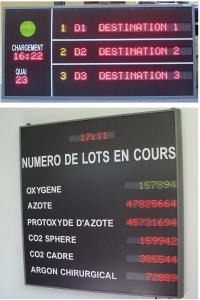 1 D1 DESTINATION 1
CHARGEMENT
16:22
2 D2 DESTINATION 2
QUAI
23
3 D3 DESTINATION 3
17:11
NUMERO DE LOTS EN COURS
OXYGENE 157894
AZOTE 47825664
PROTOXYDE D'AZOTE 45731694
CO2 SPHERE 159942
CO2 CADRE 385544
ARGON CHIRURGICAL 72889